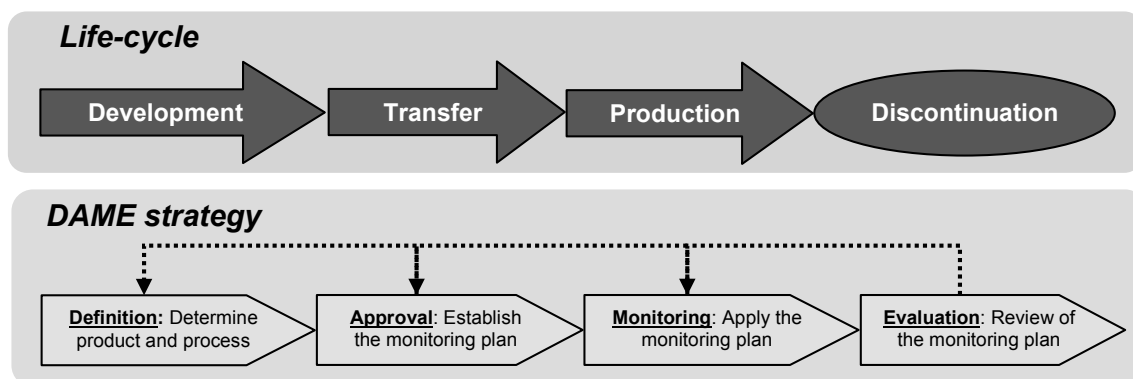 Life-cycle
Development
Transfer
Production
Discontinuation
DAME strategy
Definition: Determine
product and process
Approval: Establish
the monitoring plan
Monitoring: Apply the
monitoring plan
Evaluation: Review of
the monitoring plan